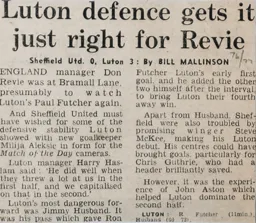 Luton defence gets it
just right for Revie
Sheffield Utd. 0, Luton 3 : By BILL MALLINSON
ENGLAND manager Don
Revie was at Bramall Lane,
presumably to watch
Luton's Paul Futcher again.
And Sheffield United must
have wished for some of the
defensive stability Luton
showed with new goalkeeper
Milija Aleksic in form for the
Match of the Day cameras.
Luton manager Harry Has-
lam said: 'He did well when
they threw a lot at us in the
first half, and we capitalised
on that in the second.'
Luton's most dangerous for-
ward was Jimmy Husband. It
was his pass which gave Ron
Futcher Luton's early first
goal, and he added the other
two himself after the interval,
to bring Luton their fourth
away win.
Apart from Husband, Shef-
field were also troubled by
promising winger Steve
McKee, making his Luton
debut. His centres could have
brought goals, particularly for
Chris Guthrie, who had a
header brilliantly saved.
However, it was the experi-
ence of John Aston which
helped Luton dominate the
second half.
LUTON: Futcher (11min.)
Husband